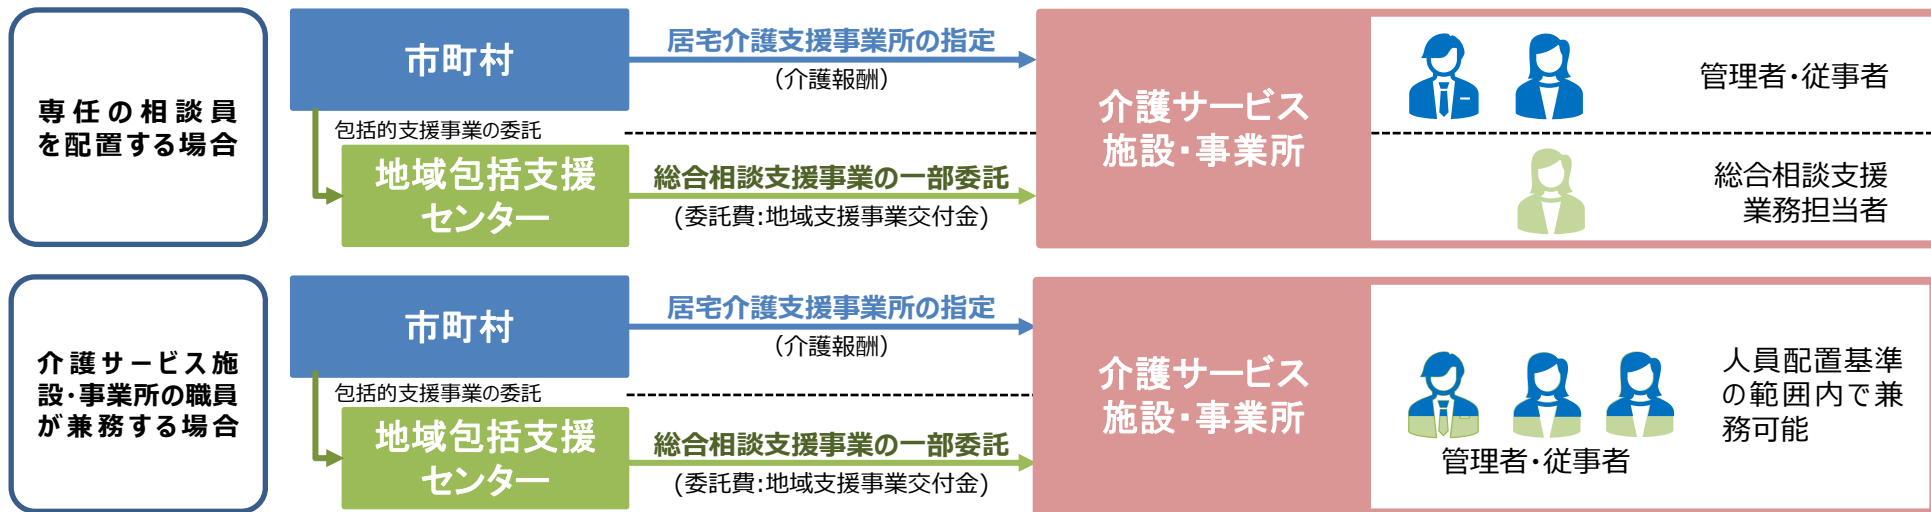 専任の相談員
を配置する場合
市町村
居宅介護支援事業所の指定
（介護報酬）
包括的支援事業の委託
地域包括支援
センター
総合相談支援事業の一部委託
(委託費:地域支援事業交付金)
介護サービス
施設・事業所
管理者・従事者
総合相談支援
業務担当者
介護サービス施
設・事業所の職員
が兼務する場合
市町村
居宅介護支援事業所の指定
（介護報酬）
包括的支援事業の委託
地域包括支援
センター
総合相談支援事業の一部委託
(委託費:地域支援事業交付金)
介護サービス
施設・事業所
管理者・従事者
人員配置基準
の範囲内で兼
務可能